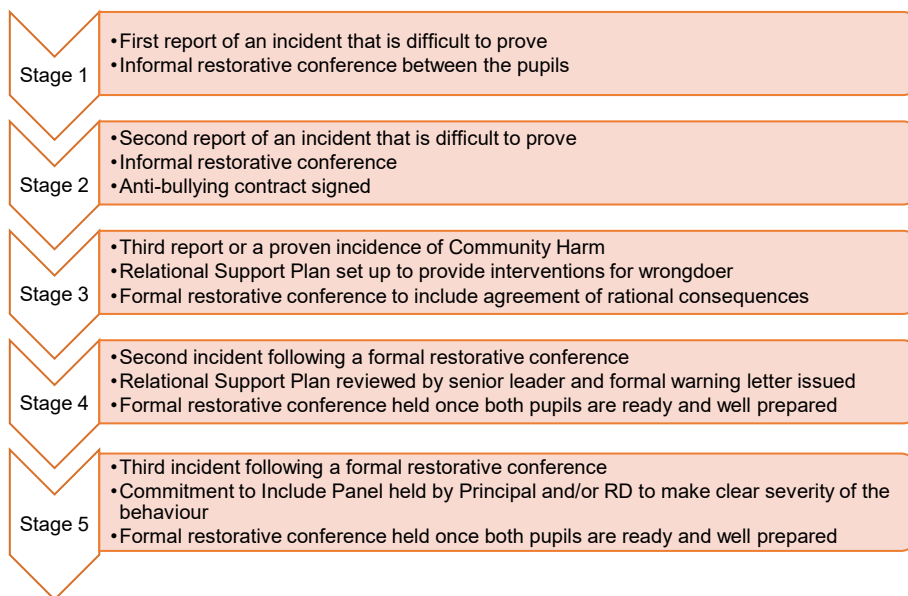 Stage 1
•First report of an incident that is difficult to prove
•Informal restorative conference between the pupils
Stage 2
•Second report of an incident that is difficult to prove
•Informal restorative conference
•Anti-bullying contract signed
Stage 3
•Third report or a proven incidence of Community Harm
•Relational Support Plan set up to provide interventions for wrongdoer
•Formal restorative conference to include agreement of rational consequences
Stage 4
•Second incident following a formal restorative conference
•Relational Support Plan reviewed by senior leader and formal warning letter issued
•Formal restorative conference held once both pupils are ready and well prepared
Stage 5
•Third incident following a formal restorative conference
•Commitment to Include Panel held by Principal and/or RD to make clear severity of the
behaviour
•Formal restorative conference held once both pupils are ready and well prepared